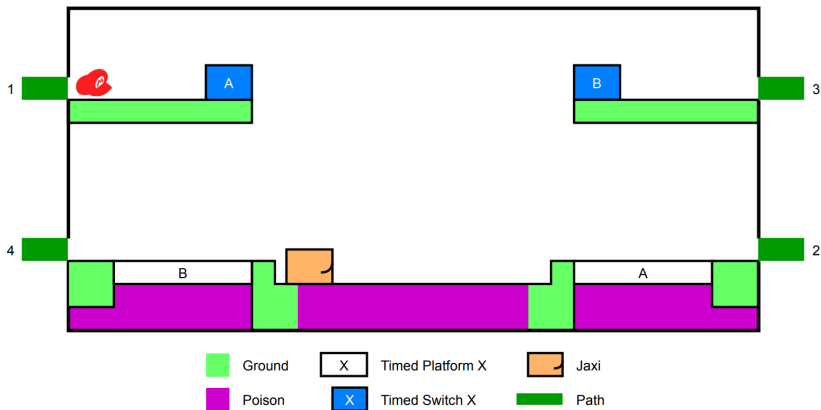 A B
1 3
4 2
B A
Ground X Timed Platform X Jaxi
Poison X Timed Switch X Path